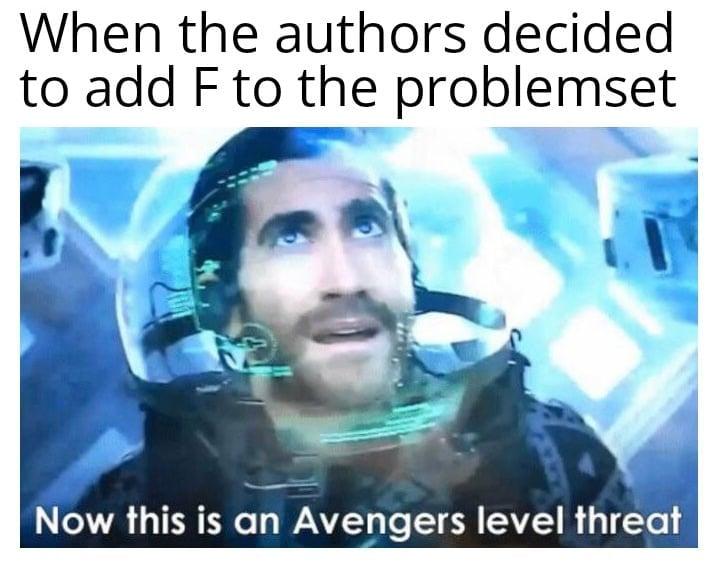 When the authors decided
to add F to the problemset
Now this is an Avengers level threat